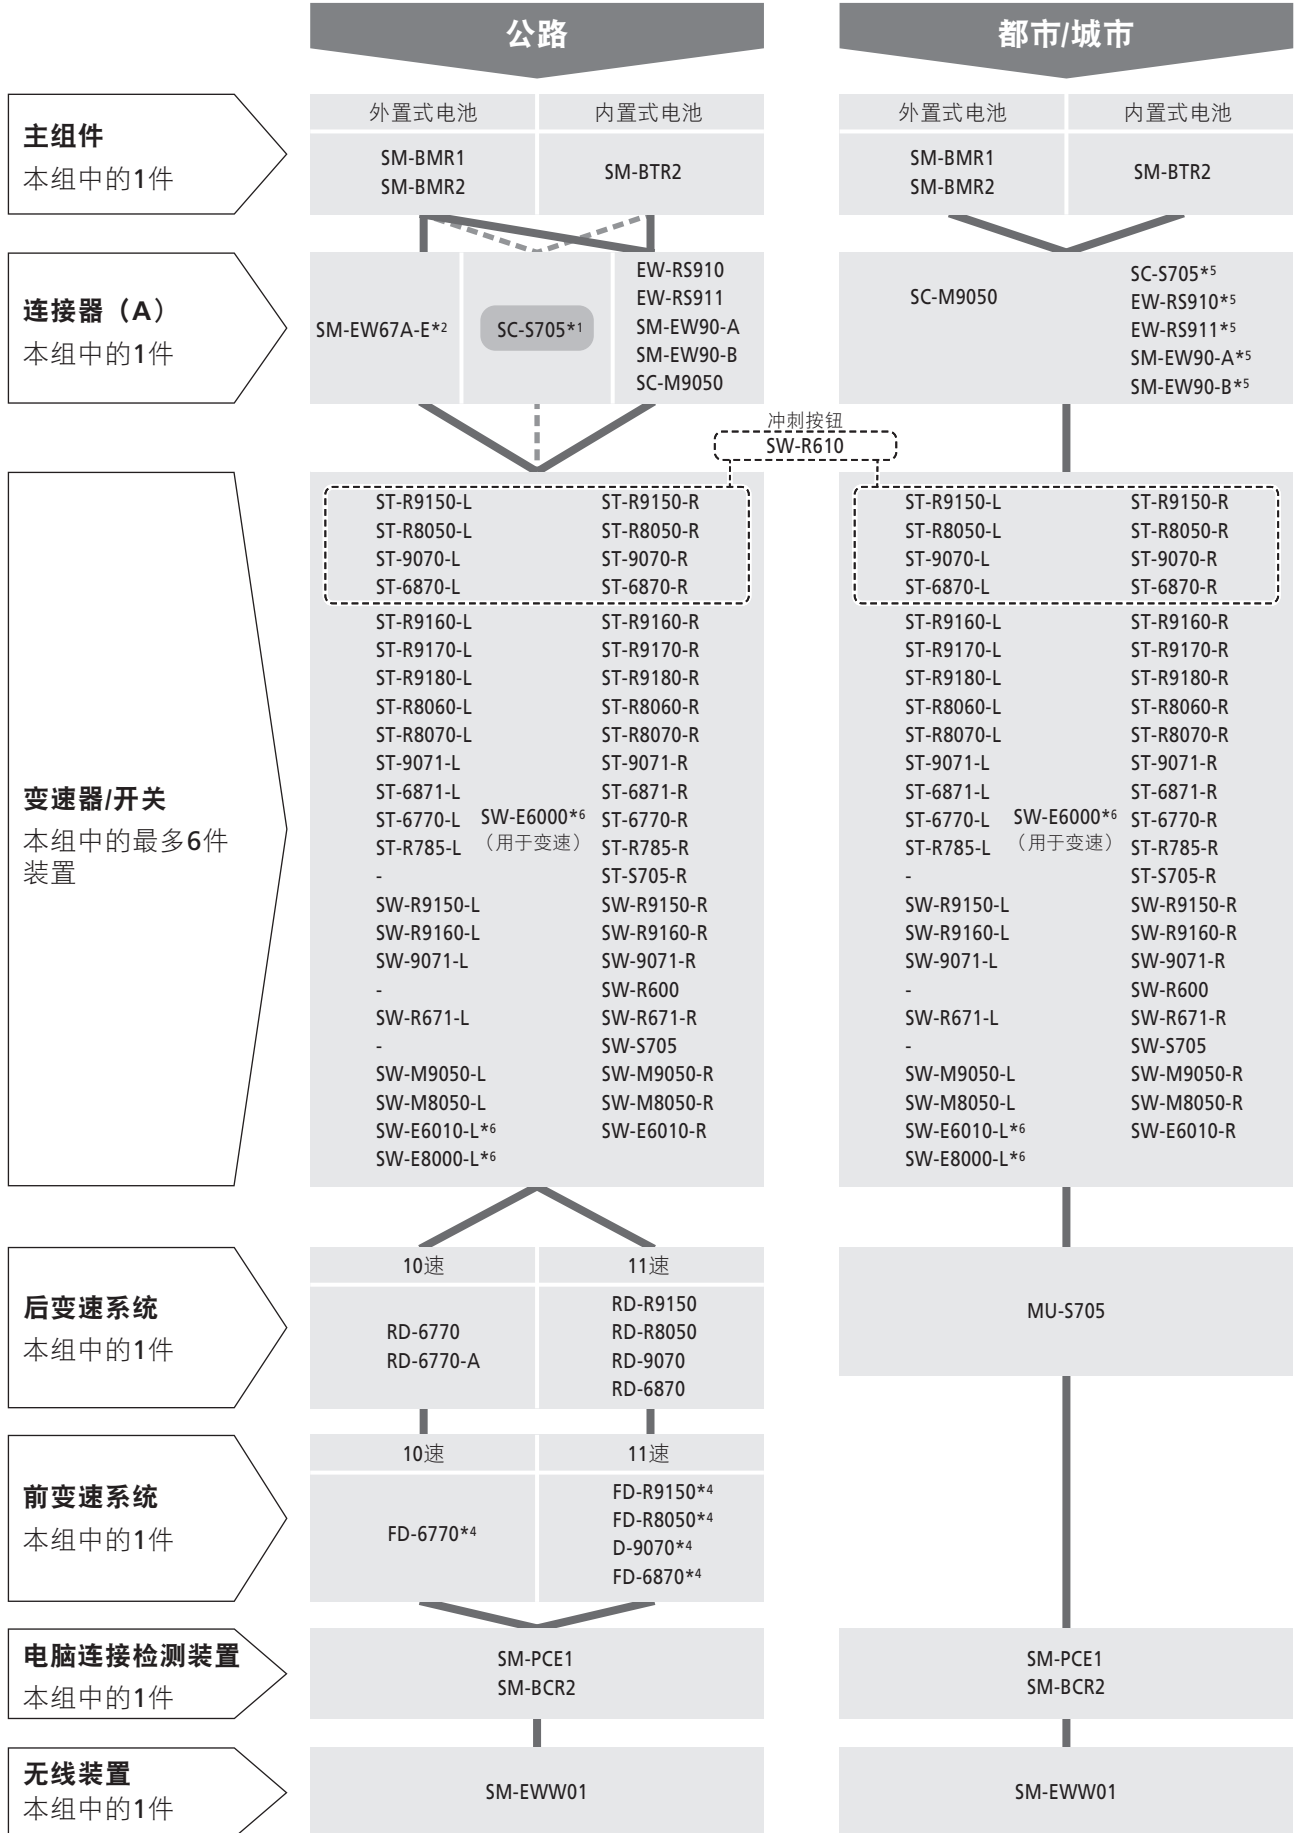 公路
都市/城市
主组件
本组中的1件
外置式电池
内置式电池
SM-BMR1
SM-BMR2
SM-BTR2
外置式电池
内置式电池
SM-BMR1
SM-BMR2
SM-BTR2
连接器（A）
本组中的1件
SM-EW67A-E*2
SC-S705*1
EW-RS910
EW-RS911
SM-EW90-A
SM-EW90-B
SC-M9050
SC-M9050
SC-S705*5
EW-RS910*5
EW-RS911*5
SM-EW90-A*5
SM-EW90-B*5
冲刺按钮
SW-R610
变速器/开关
本组中的最多6件
装置
ST-R9150-L ST-R9150-R
ST-R8050-L ST-R8050-R
ST-9070-L ST-9070-R
ST-6870-L ST-6870-R
ST-R9160-L ST-R9160-R
ST-R9170-L ST-R9170-R
ST-R9180-L ST-R9180-R
ST-R8060-L ST-R8060-R
ST-R8070-L ST-R8070-R
ST-9071-L ST-9071-R
ST-6871-L ST-6871-R
ST-6770-L SW-E6000*6 ST-6770-R
ST-R785-L （用于变速） ST-R785-R
- ST-S705-R
SW-R9150-L SW-R9150-R
SW-R9160-L SW-R9160-R
SW-9071-L SW-9071-R
- SW-R600
SW-R671-L SW-R671-R
- SW-S705
SW-M9050-L SW-M9050-R
SW-M8050-L SW-M8050-R
SW-E6010-L*6 SW-E6010-R
SW-E8000-L*6
ST-R9150-L ST-R9150-R
ST-R8050-L ST-R8050-R
ST-9070-L ST-9070-R
ST-6870-L ST-6870-R
ST-R9160-L ST-R9160-R
ST-R9170-L ST-R9170-R
ST-R9180-L ST-R9180-R
ST-R8060-L ST-R8060-R
ST-R8070-L ST-R8070-R
ST-9071-L ST-9071-R
ST-6871-L ST-6871-R
ST-6770-L SW-E6000*6 ST-6770-R
ST-R785-L （用于变速） ST-R785-R
- ST-S705-R
SW-R9150-L SW-R9150-R
SW-R9160-L SW-R9160-R
SW-9071-L SW-9071-R
- SW-R600
SW-R671-L SW-R671-R
- SW-S705
SW-M9050-L SW-M9050-R
SW-M8050-L SW-M8050-R
SW-E6010-L*6 SW-E6010-R
SW-E8000-L*6
后变速系统
本组中的1件
10速
11速
RD-6770
RD-6770-A
RD-R9150
RD-R8050
RD-9070
RD-6870
MU-S705
前变速系统
本组中的1件
10速
11速
FD-6770*4
FD-R9150*4
FD-R8050*4
D-9070*4
FD-6870*4
电脑连接检测装置
本组中的1件
SM-PCE1
SM-BCR2
SM-PCE1
SM-BCR2
无线装置
本组中的1件
SM-EWW01
SM-EWW01